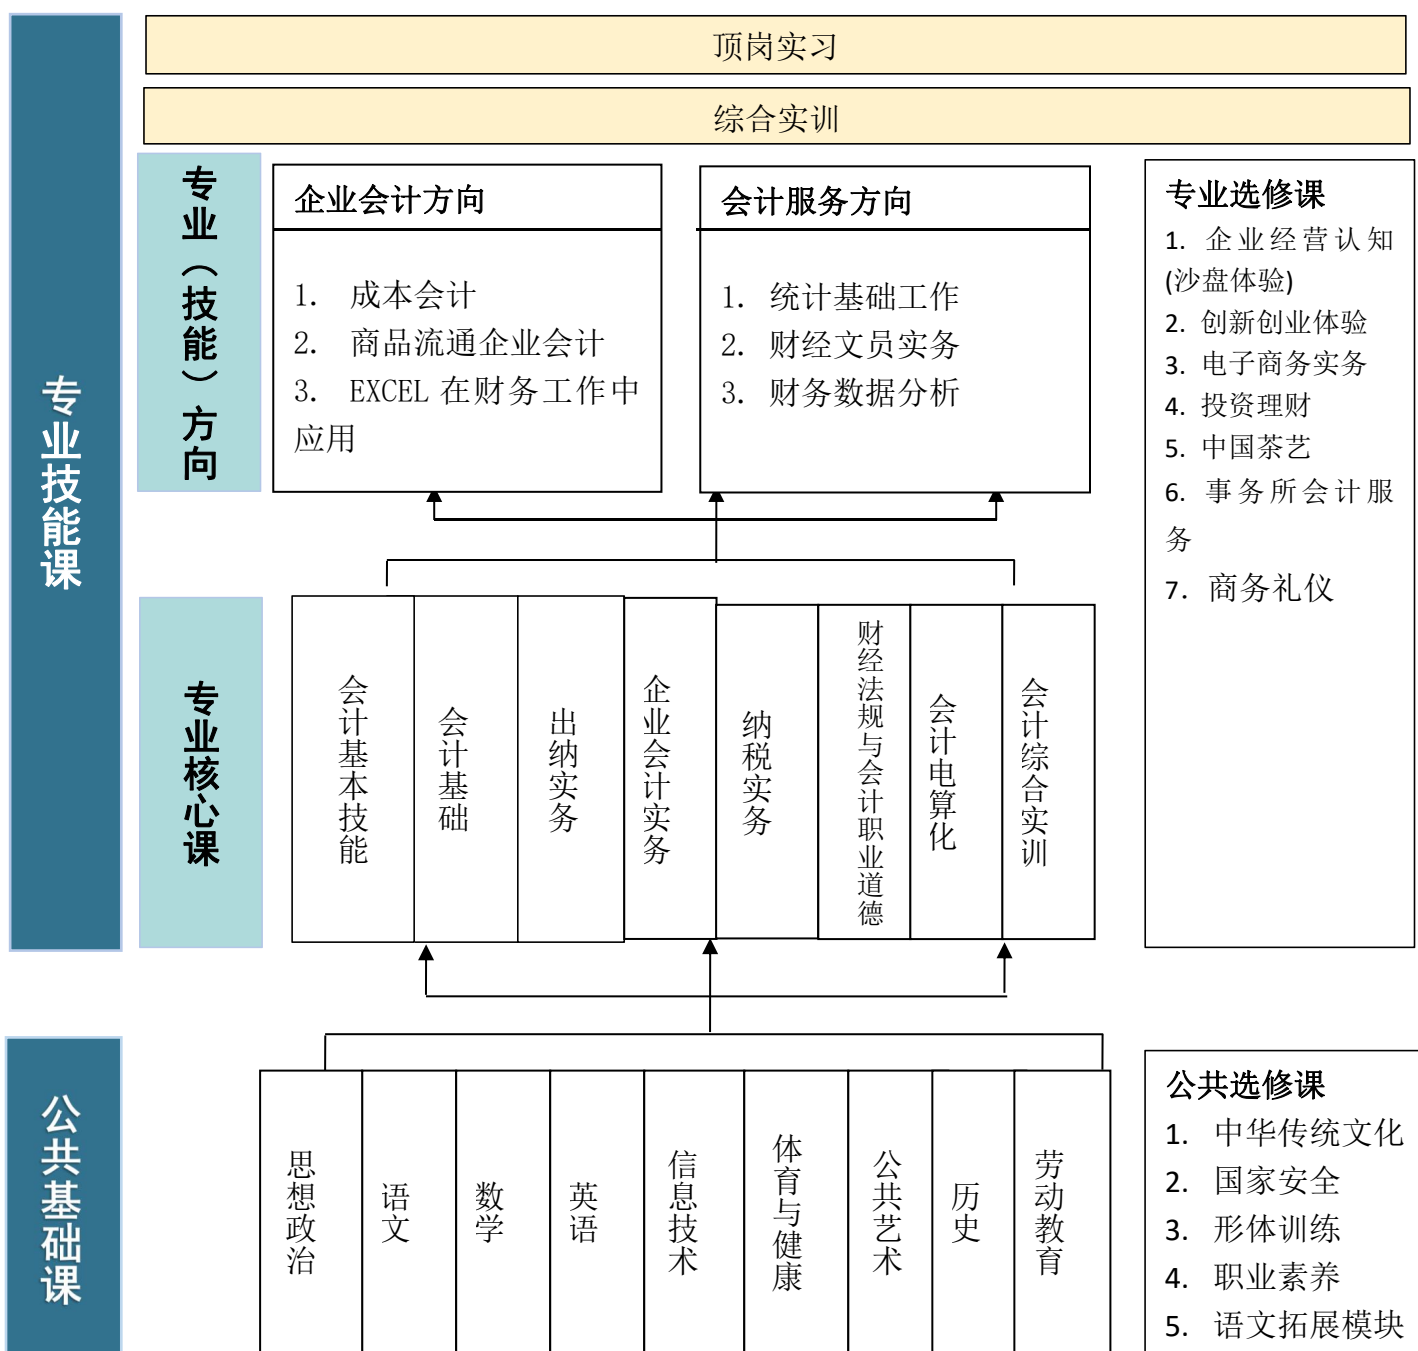 顶岗实习
综合实训
专业技能课
专业（技能）方向
企业会计方向
1. 成本会计
2. 商品流通企业会计
3. EXCEL 在财务工作中
应用
会计服务方向
1. 统计基础工作
2. 财经文员实务
3. 财务数据分析
专业选修课
1. 企业经营认知
(沙盘体验)
2. 创新创业体验
3. 电子商务实务
4. 投资理财
5. 中国茶艺
6. 事务所会计服
务
7. 商务礼仪
专业核心课
会计基本技能
会计基础
出纳实务
企业会计实务
纳税实务
财经法规与会计职业道德
会计电算化
会计综合实训
公共基础课
思想政治
语文
数学
英语
信息技术
体育与健康
公共艺术
历史
劳动教育
公共选修课
1. 中华传统文化
2. 国家安全
3. 形体训练
4. 职业素养
5. 语文拓展模块